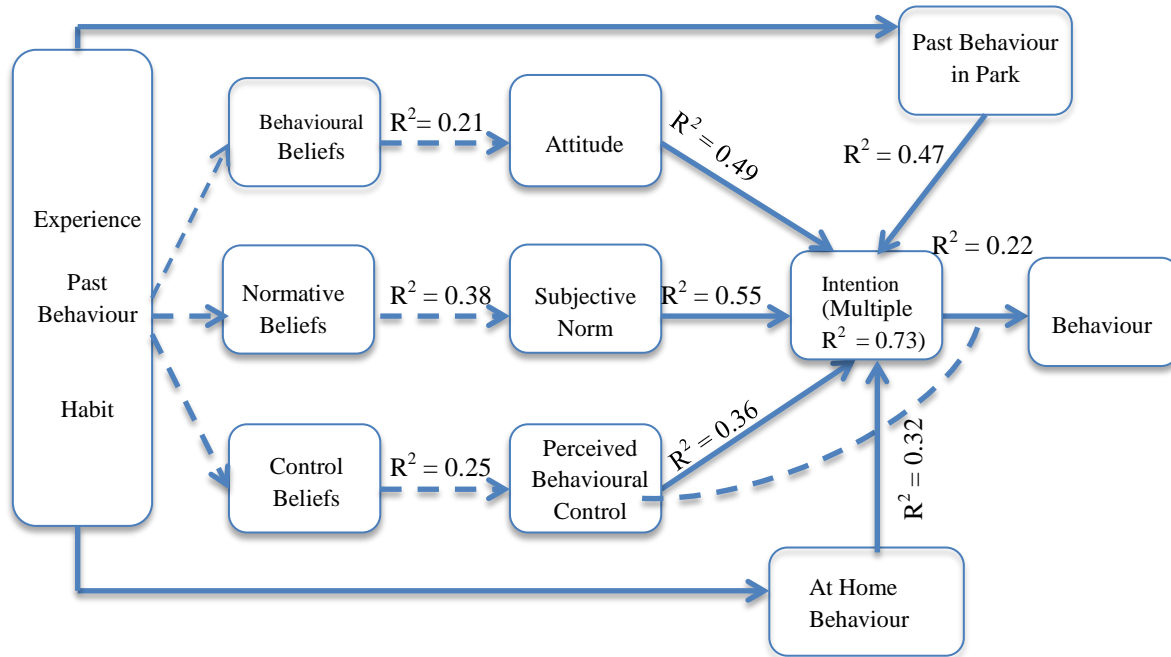 Past Behaviour
in Park
Experience
Past
Behaviour
Habit
Behavioural
Beliefs
R² = 0.21
Attitude
R² = 0.49
R² = 0.47
Normative
Beliefs
R² = 0.38
Subjective
Norm
R² = 0.55
Intention
(Multiple
R² = 0.73)
R² = 0.22
Behaviour
Control
Beliefs
R² = 0.25
Perceived
Behavioural
Control
R² = 0.36
R² = 0.32
At Home
Behaviour